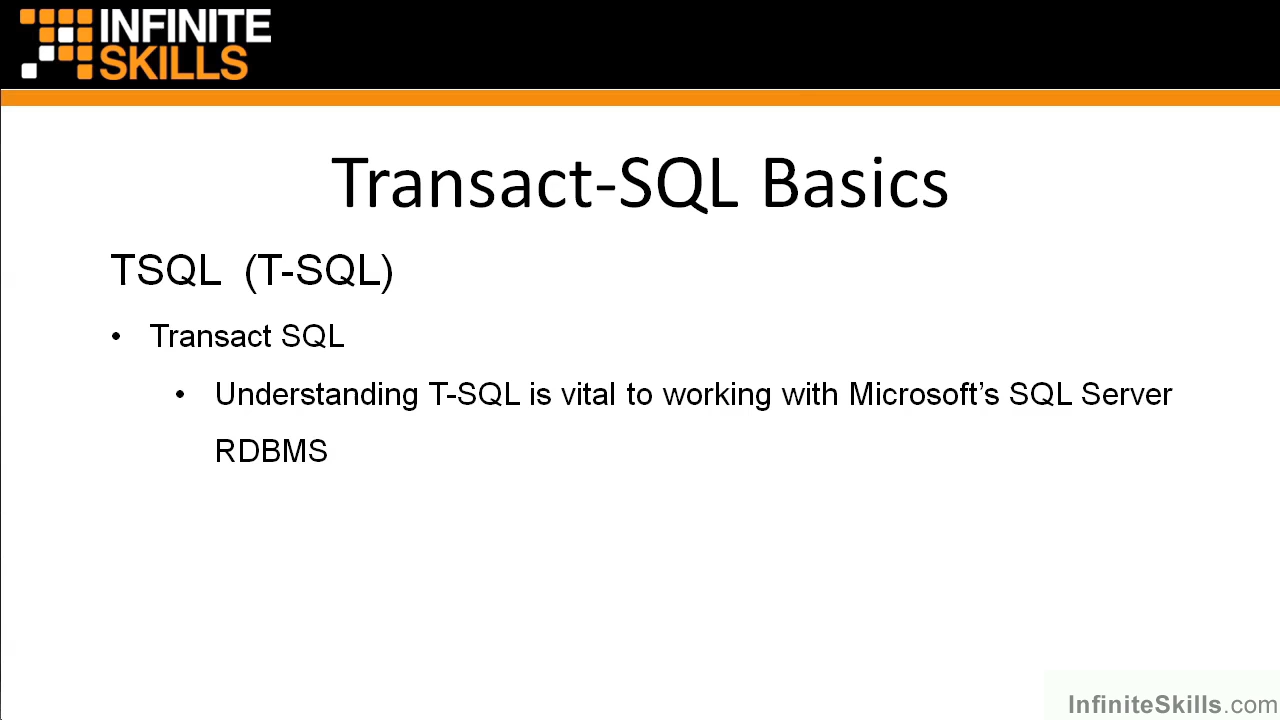 INFINITE
SKILLS
Transact-SQL Basics
TSQL (T-SQL)
• Transact SQL
• Understanding T-SQL is vital to working with Microsoft’s SQL Server
RDBMS
InfiniteSkills.com